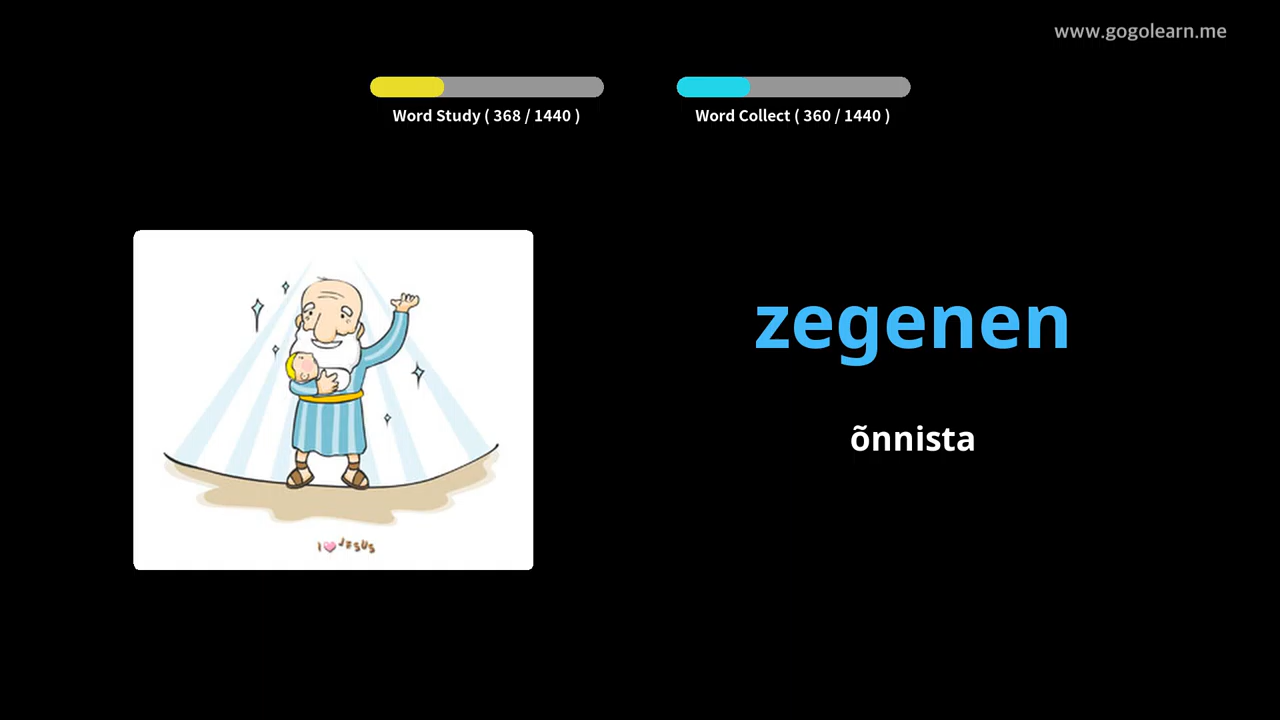 www.gogolearn.me
Word Study ( 368 / 1440 )
Word Collect ( 360 / 1440 )
zegenen
õnnista
I ❤ JESUS